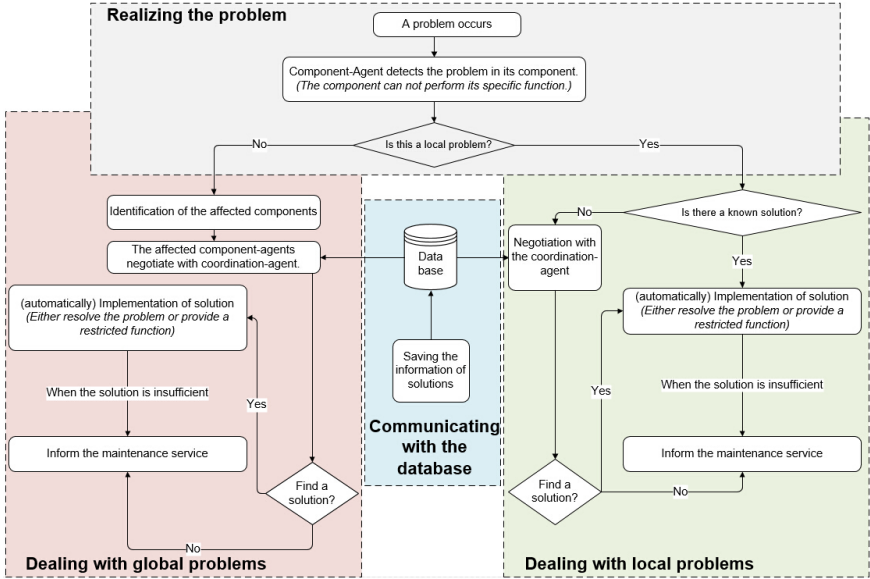 Realizing the problem
A problem occurs
Component-Agent detects the problem in its component.
(The component can not perform its specific function.)
Is this a local problem?
No
Yes
Identification of the affected components
The affected component-agents
negotiate with coordination-agent.
(automatically) Implementation of solution
(Either resolve the problem or provide a
restricted function)
When the solution is insufficient
Yes
Inform the maintenance service
Find a
solution?
No
Dealing with global problems
Data
base
Saving the
information of
solutions
Communicating
with the
database
Is there a known solution?
No
Yes
Negotiation with
the coordination-
agent
(automatically) Implementation of solution
(Either resolve the problem or provide a
restricted function)
Yes
When the solution is insufficient
Inform the maintenance service
Find a
solution?
No
Dealing with local problems